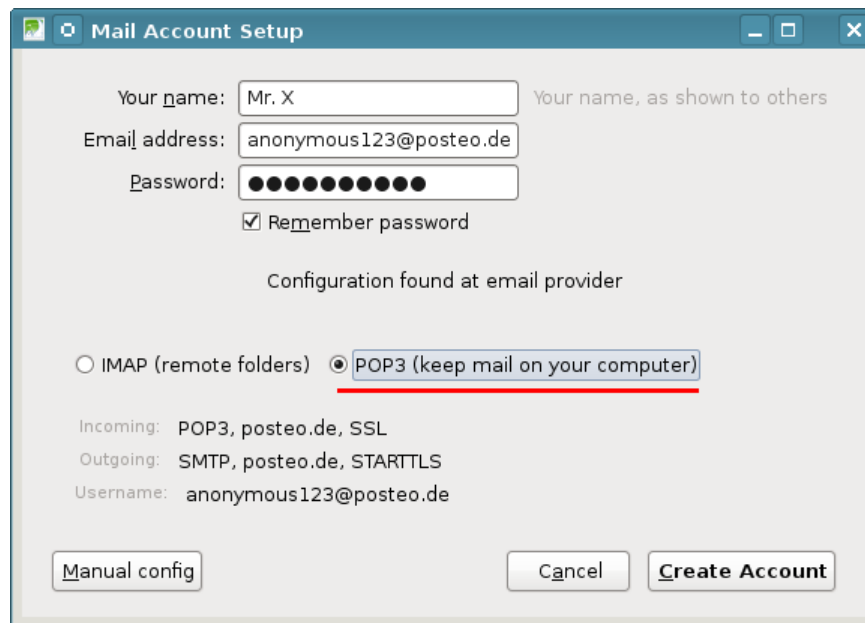 Mail Account Setup
Your name: Mr. X Your name, as shown to others
Email address: anonymous123@posteo.de
Password: ●●●●●●●●●●
Remember password
Configuration found at email provider
IMAP (remote folders) POP3 (keep mail on your computer)
Incoming: POP3, posteo.de, SSL
Outgoing: SMTP, posteo.de, STARTTLS
Username: anonymous123@posteo.de
Manual config Cancel Create Account